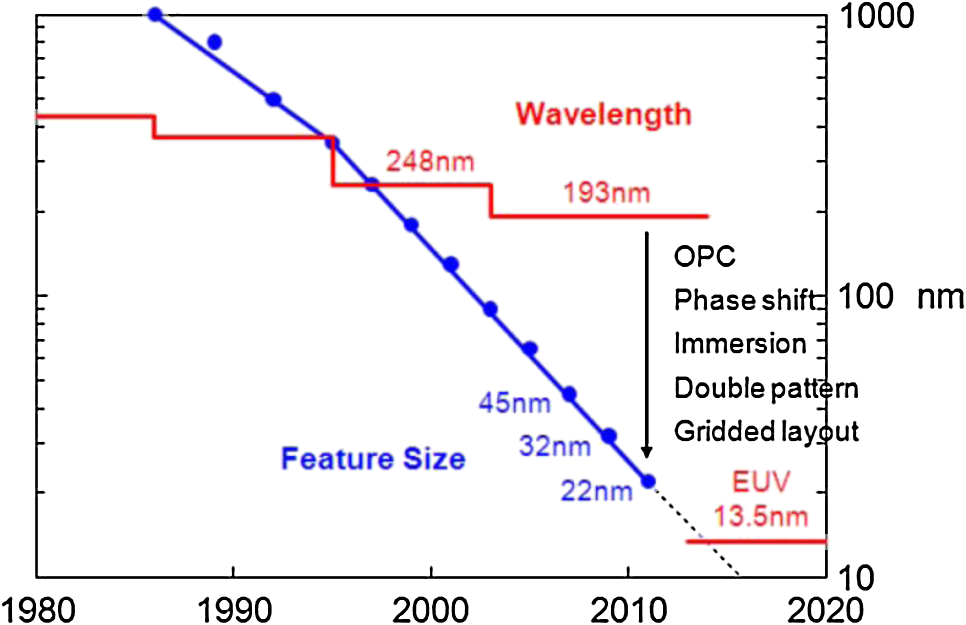 1000
Wavelength
248nm
193nm
OPC
100 nm
Phase shift
Immersion
Double pattern
45nm
Gridded layout
32nm
Feature Size
EUV
22nm
13.5nm
10
1980
1990
2000
2010
2020